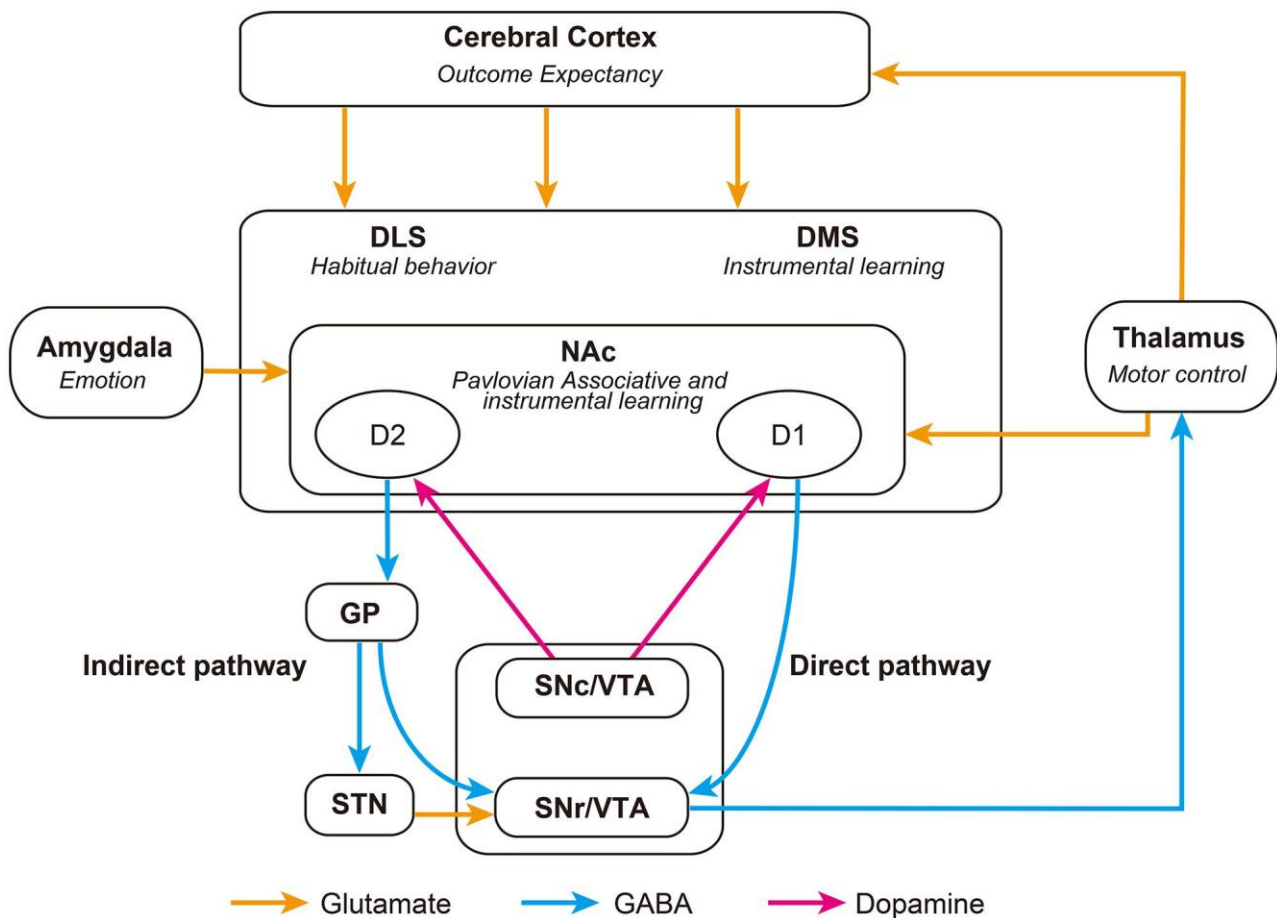 Cerebral Cortex
Outcome Expectancy
DLS
Habitual behavior
DMS
Instrumental learning
Amygdala
Emotion
NAc
Pavlovian Associative and
instrumental learning
D2
D1
Thalamus
Motor control
GP
Indirect pathway
SNc/VTA
Direct pathway
STN
SNr/VTA
Glutamate
GABA
Dopamine